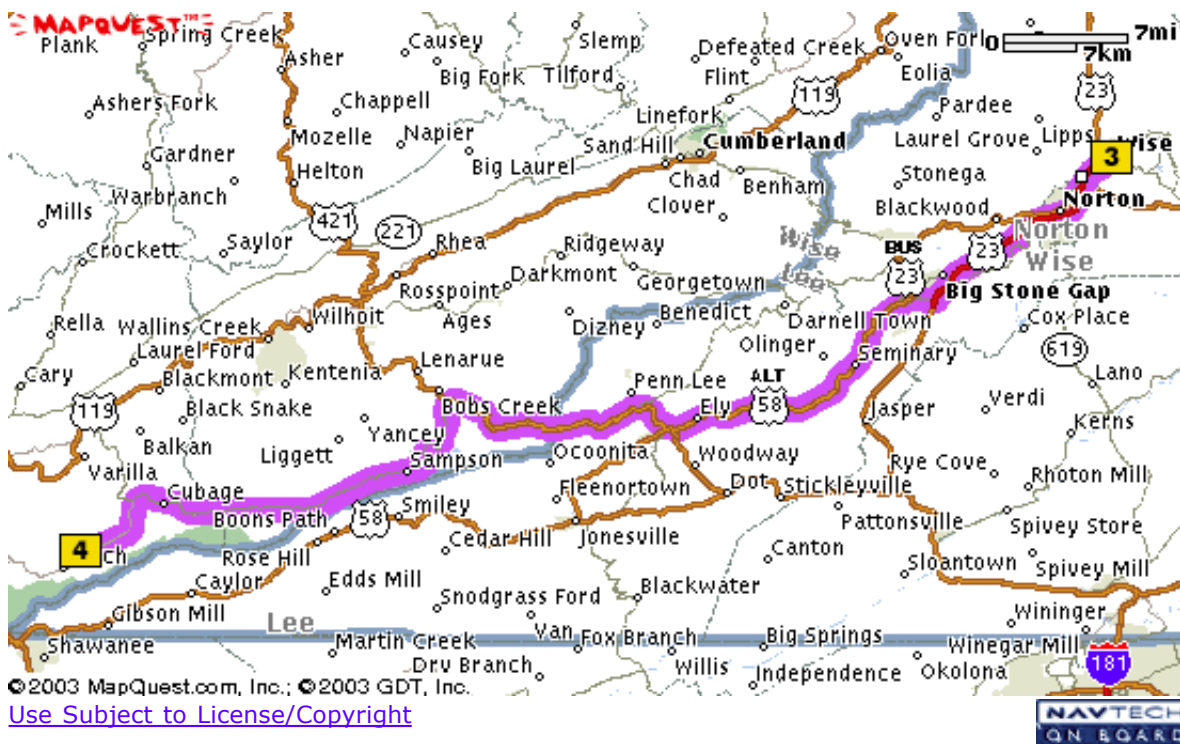 MAPQUEST™
Plank
Spring Creek
Asher
Causey
Slemp
Defeated Creek
Oven Fork
0
7mi
7km
Big Fork
Tilford
Flint
Eolia
119
23
Ashers Fork
Chappell
Linefork
Pardee
Mozelle
Napier
Sand Hill
Cumberland
Laurel Grove
Lipps
Wise
3
Gardner
Helton
Big Laurel
Chad
Benham
Stonega
Warbranch
Clover
Blackwood
Norton
Mills
421
221
Crockett
Saylor
Rhea
Ridgeway
Wise
Lee
BUS
23
23
Norton
Wise
Darkmont
Georgetown
Big Stone Gap
Rosspoint
Rella
Wallins Creek
Wilhoit
Ages
Dizney
Benedict
Darnell Town
Cox Place
Laurel Ford
Lenarue
Olinger
Seminary
619
Cary
Blackmont
Kentenia
Penn Lee
ALT
58
Lano
119
Black Snake
Bobs Creek
Ely
Jasper
Verdi
Balkan
Yancey
Kerns
Varilla
Liggett
Sampson
Ocoonita
Woodway
Rye Cove
Rhoton Mill
Cubage
Fleenortown
Dot
Stickleyville
Boons Path
58
Smiley
Pattonsville
Spivey Store
4
ch
Rose Hill
Cedar Hill
Jonesville
Canton
Sloantown
Spivey Mill
Caylor
Edds Mill
Snodgrass Ford
Blackwater
Gibson Mill
Lee
Wininger
Shawanee
Martin Creek
Van
Fox Branch
Big Springs
Winegar Mill
Dry Branch
Willis
Independence
Okolona
181
©2003 MapQuest.com, Inc.; ©2003 GDT, Inc.
Use Subject to License/Copyright
NAVTECH
ON BOARD